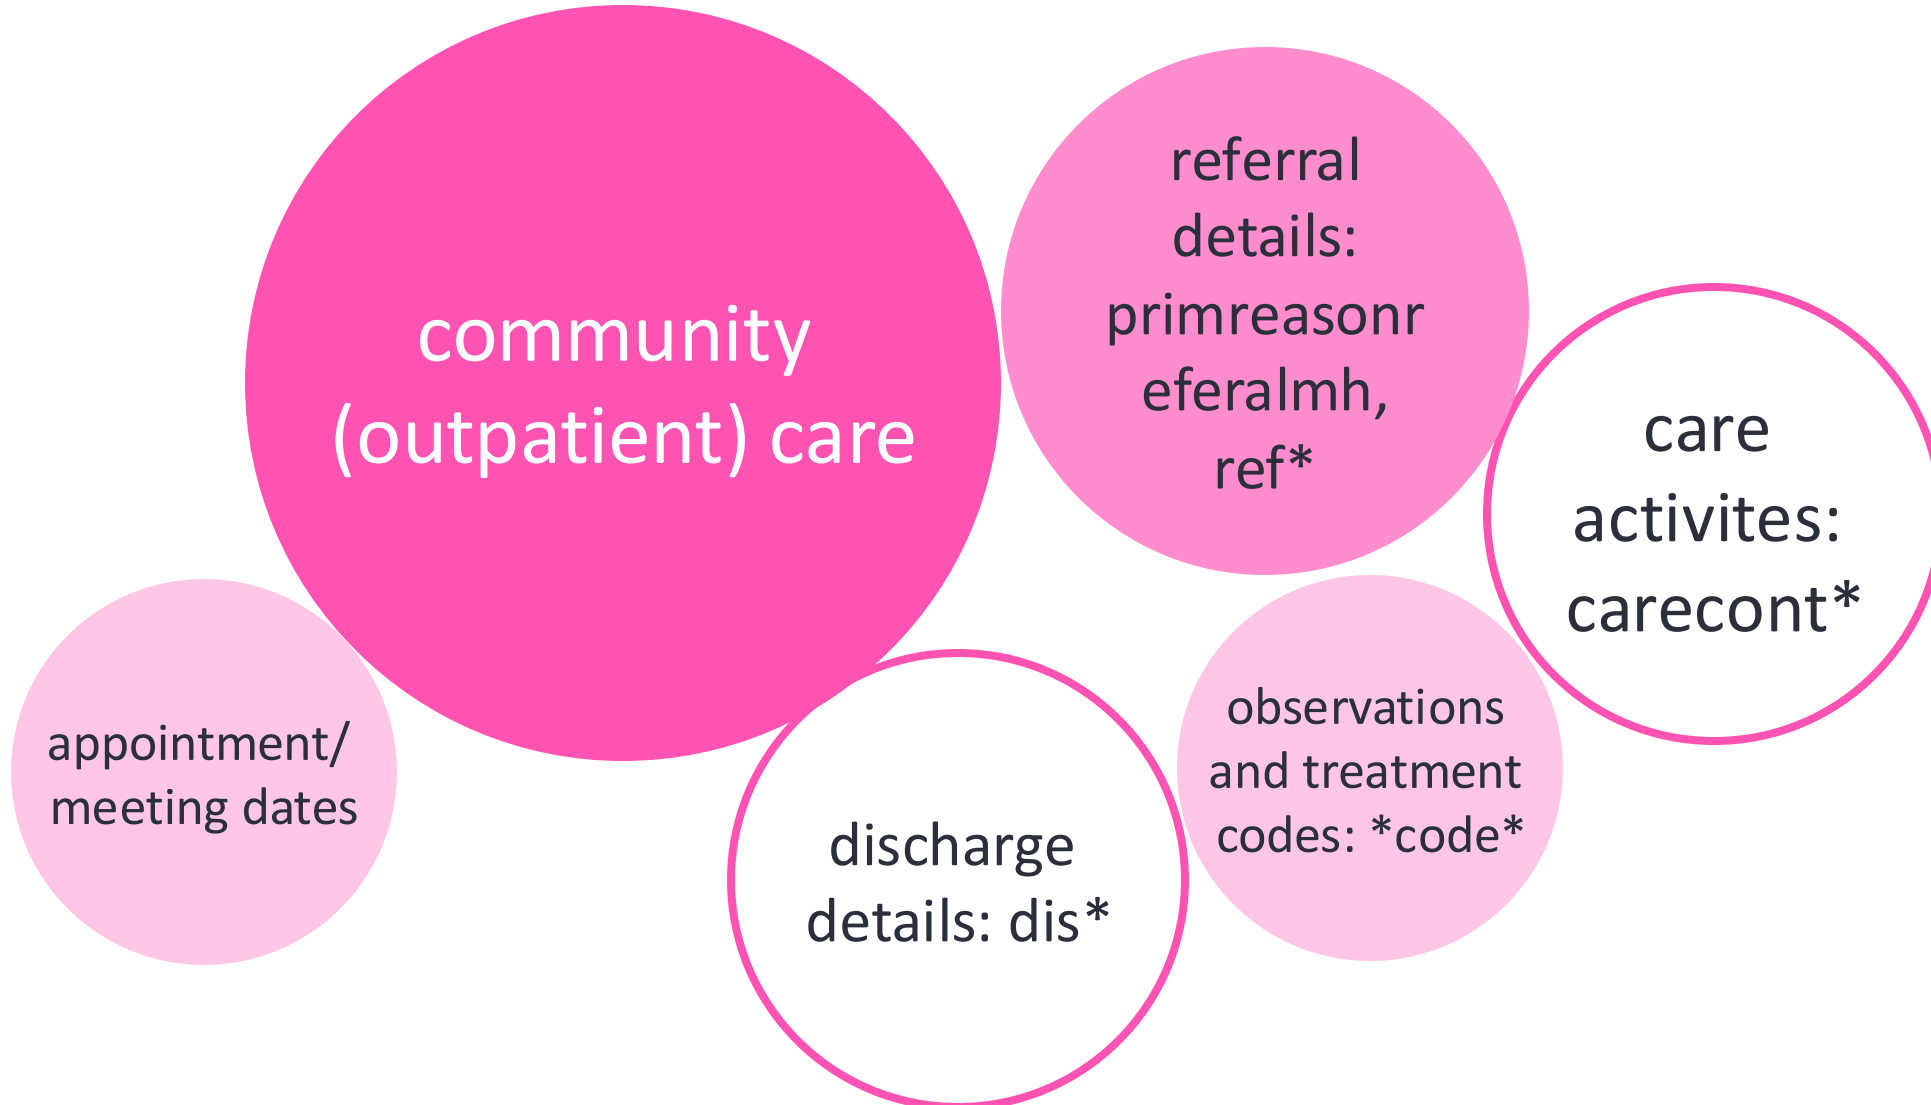 community
(outpatient) care
referral
details:
primreasonr
eferalmh,
ref*
care
activites:
carecont*
appointment/
meeting dates
discharge
details: dis*
observations
and treatment
codes: *code*